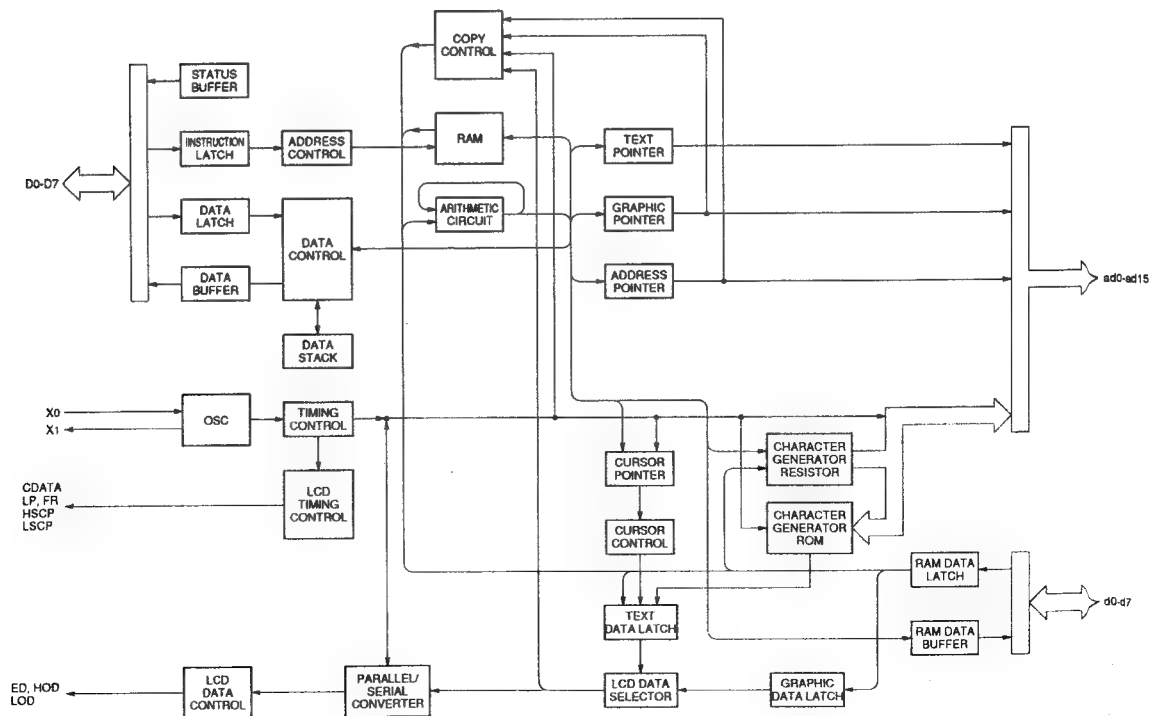 COPY
CONTROL
STATUS
BUFFER
INSTRUCTION
LATCH
ADDRESS
CONTROL
RAM
TEXT
POINTER
D0-D7
DATA
LATCH
DATA
CONTROL
ARITHMETIC
CIRCUIT
GRAPHIC
POINTER
DATA
BUFFER
ADDRESS
POINTER
ad0-ad15
DATA
STACK
X0
X1
OSC
TIMING
CONTROL
CURSOR
POINTER
CHARACTER
GENERATOR
RESISTOR
CDATA
LP, FR
HSCP
LSCP
LCD
TIMING
CONTROL
CURSOR
CONTROL
CHARACTER
GENERATOR
ROM
RAM DATA
LATCH
d0-d7
TEXT
DATA LATCH
RAM DATA
BUFFER
ED, HOD
LOD
LCD
DATA
CONTROL
PARALLEL/
SERIAL
CONVERTER
LCD DATA
SELECTOR
GRAPHIC
DATA LATCH